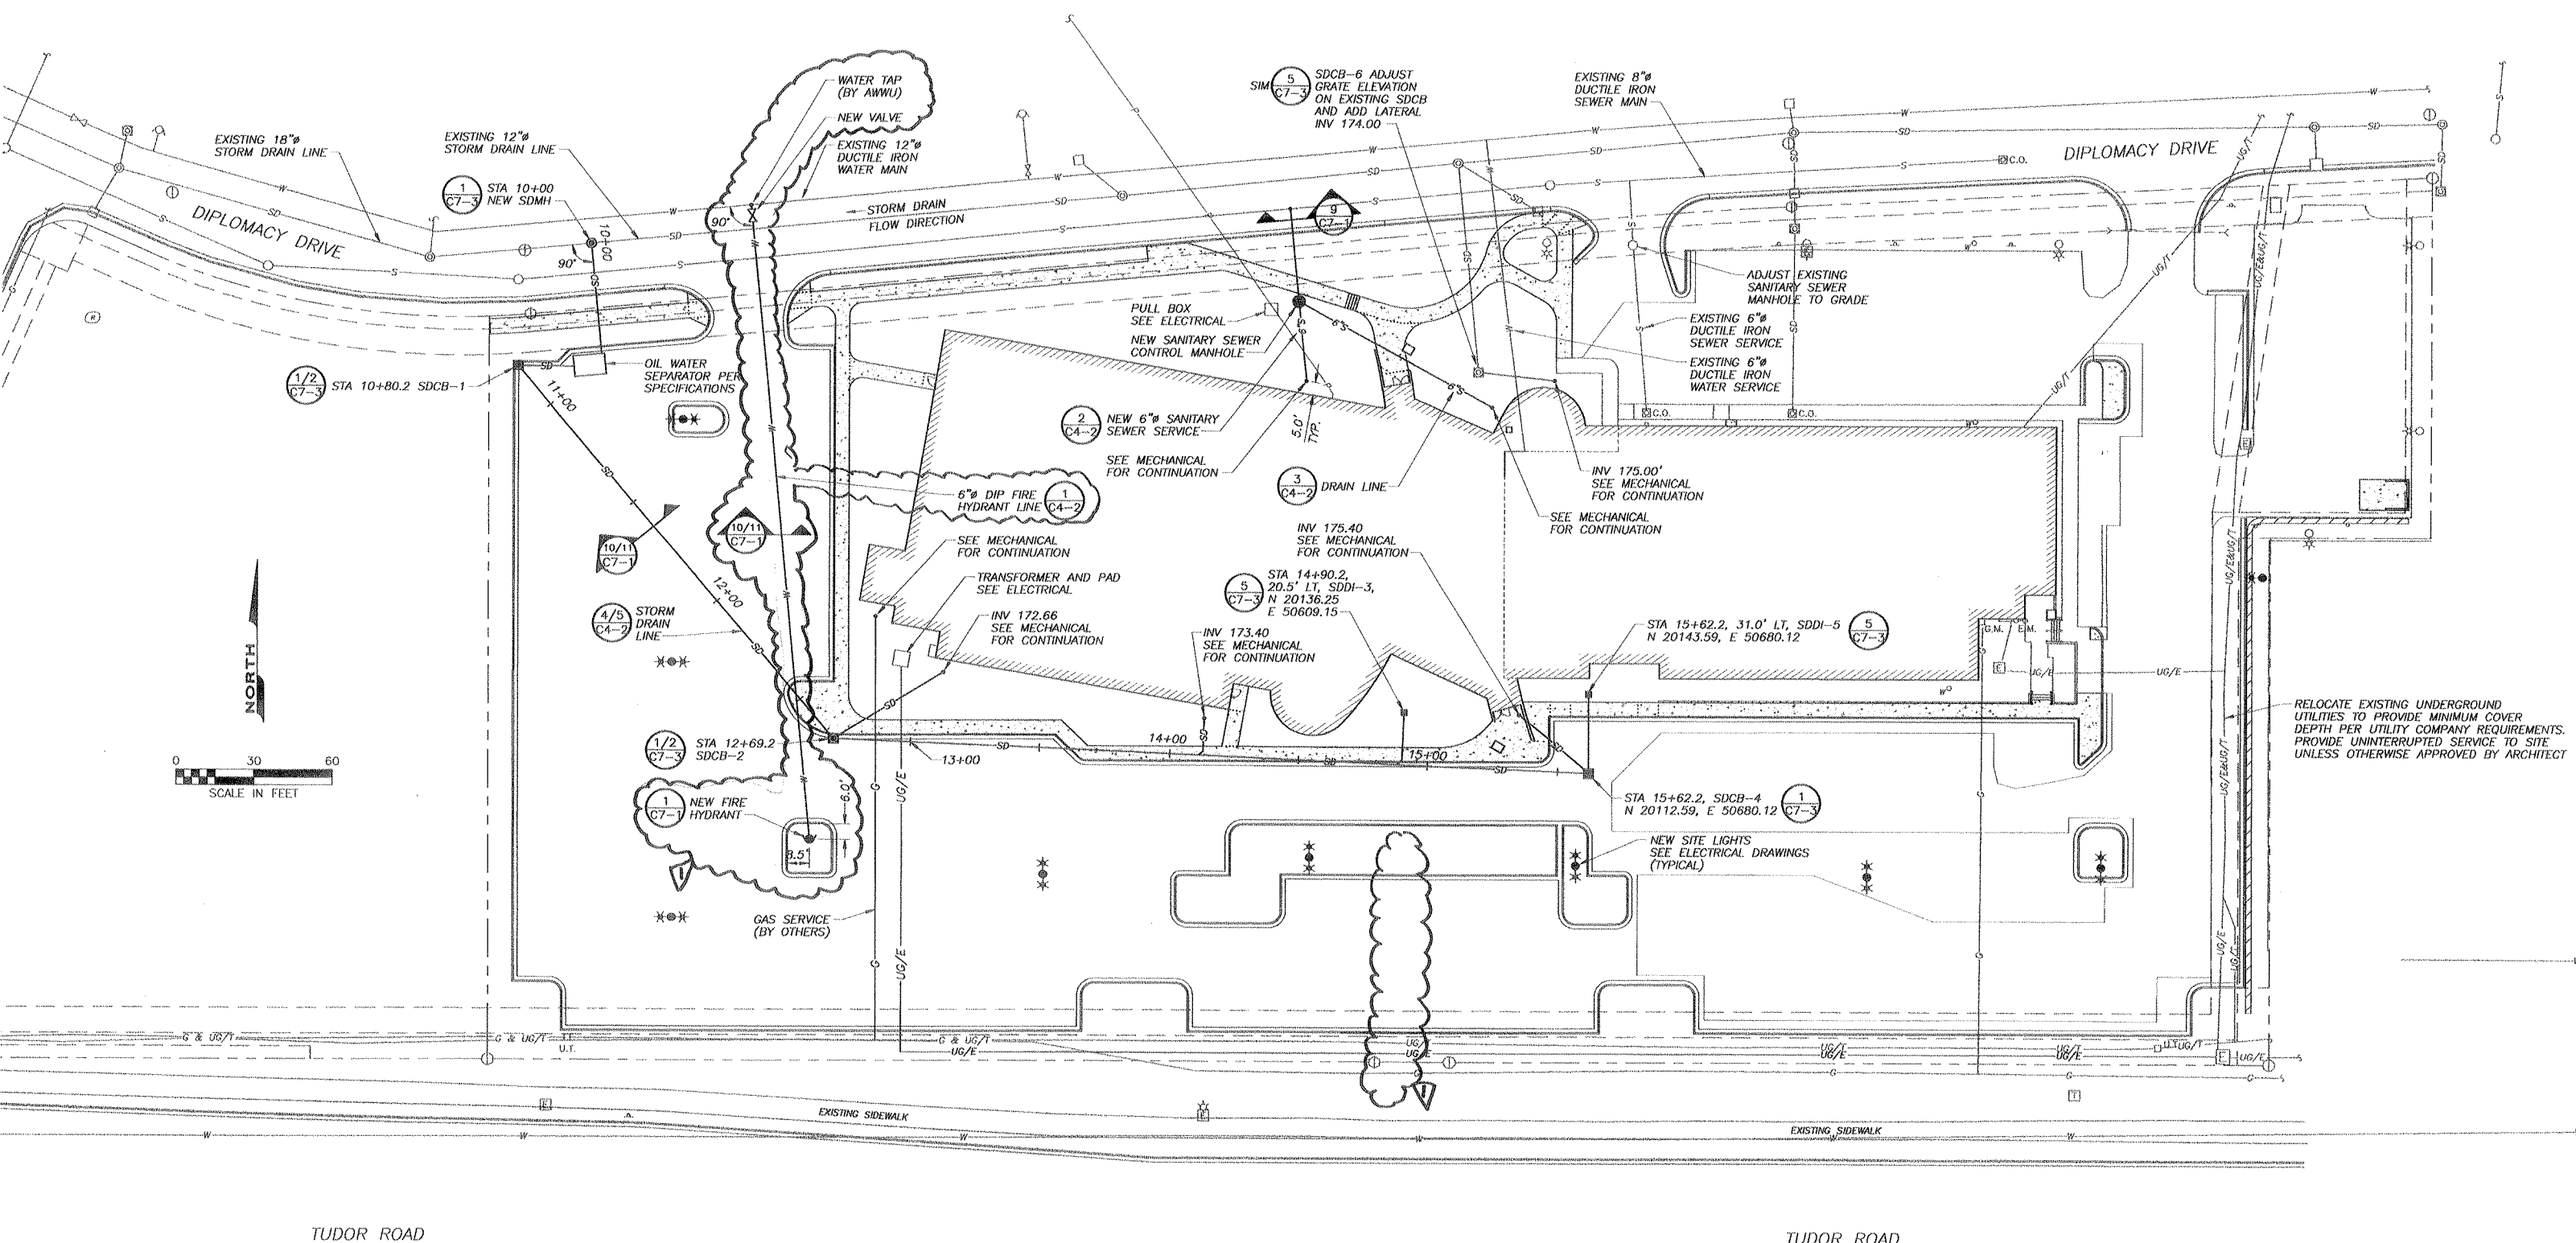 WATER TAP
(BY AWWU)
NEW VALVE
EXISTING 12"ø
DUCTILE IRON
WATER MAIN
EXISTING 18"ø
STORM DRAIN LINE
EXISTING 12"ø
STORM DRAIN LINE
1
C7-3
STA 10+00
NEW SDMH
SIM
5
C7-3
SDCB-6 ADJUST
GRATE ELEVATION
ON EXISTING SDCB
AND ADD LATERAL
INV 174.00
EXISTING 8"ø
DUCTILE IRON
SEWER MAIN
DIPLOMACY DRIVE
DIPLOMACY DRIVE
STORM DRAIN
FLOW DIRECTION
9
C7-1
90°
10+00
90°
C.O.
ADJUST EXISTING
SANITARY SEWER
MANHOLE TO GRADE
EXISTING 6"ø
DUCTILE IRON
SEWER SERVICE
EXISTING 6"ø
DUCTILE IRON
WATER SERVICE
PULL BOX
SEE ELECTRICAL
NEW SANITARY SEWER
CONTROL MANHOLE
6"S
6"S
6"S
OIL WATER
SEPARATOR PER
SPECIFICATIONS
1/2
C7-3
STA 10+80.2 SDCB-1
11+00
2
C4-2
NEW 6"ø SANITARY
SEWER SERVICE
SEE MECHANICAL
FOR CONTINUATION
5.0'
TYP.
C.O.
C.O.
3
C4-2
DRAIN LINE
INV 175.00'
SEE MECHANICAL
FOR CONTINUATION
SEE MECHANICAL
FOR CONTINUATION
6"ø DIP FIRE
HYDRANT LINE
1
C4-2
10/11
C7-1
10/11
C7-1
SEE MECHANICAL
FOR CONTINUATION
INV 175.40
SEE MECHANICAL
FOR CONTINUATION
TRANSFORMER AND PAD
SEE ELECTRICAL
5
C7-3
STA 14+90.2,
20.5' LT, SDDI-3,
N 20136.25
E 50609.15
12+00
4/5
C4-2
STORM
DRAIN
LINE
INV 172.66
SEE MECHANICAL
FOR CONTINUATION
INV 173.40
SEE MECHANICAL
FOR CONTINUATION
STA 15+62.2, 31.0' LT, SDDI-5
N 20143.59, E 50680.12
5
C7-3
G.M.
E.M.
UG/E
UG/E
NORTH
0 30 60
SCALE IN FEET
RELOCATE EXISTING UNDERGROUND
UTILITIES TO PROVIDE MINIMUM COVER
DEPTH PER UTILITY COMPANY REQUIREMENTS.
PROVIDE UNINTERRUPTED SERVICE TO SITE
UNLESS OTHERWISE APPROVED BY ARCHITECT
1/2
C7-3
STA 12+69.2
SDCB-2
13+00
14+00
15+00
1
C7-1
NEW FIRE
HYDRANT
6.0'
8.5'
STA 15+62.2, SDCB-4
N 20112.59, E 50680.12
1
C7-3
NEW SITE LIGHTS
SEE ELECTRICAL DRAWINGS
(TYPICAL)
GAS SERVICE
(BY OTHERS)
UG/E
UG/E
G & UG/T
G & UG/T
U.T.
G & UG/T
UG/E
EXISTING SIDEWALK
EXISTING SIDEWALK
TUDOR ROAD
TUDOR ROAD